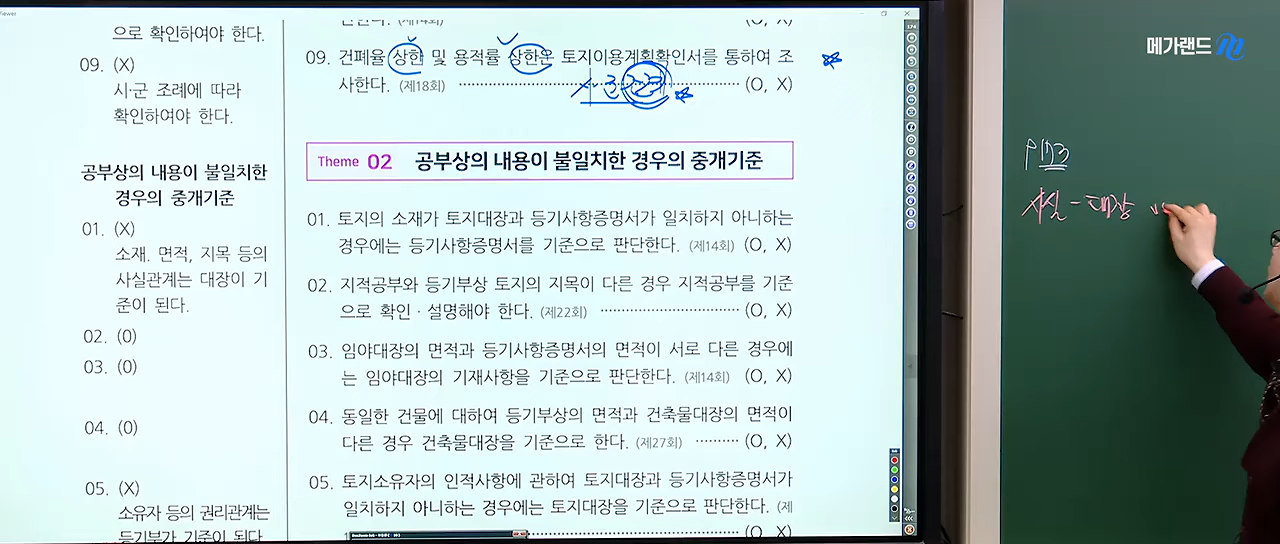 으로 확인하여야 한다.
09. (X)
시·군 조례에 따라
확인하여야 한다.
공부상의 내용이 불일치한
경우의 중개기준
01. (X)
소재. 면적, 지목 등의
사실관계는 대장이 기
준이 된다.
02. (0)
03. (0)
04. (0)
05. (X)
소유자 등의 권리관계는
등기부가 기준이 된다
(제14회) (O, X)
09. 건폐율 상한 및 용적률 상한은 토지이용계획확인서를 통하여 조
사한다. (제18회) (O, X)
Theme 02 공부상의 내용이 불일치한 경우의 중개기준
01. 토지의 소재가 토지대장과 등기사항증명서가 일치하지 아니하는
경우에는 등기사항증명서를 기준으로 판단한다. (제14회) (O, X)
02. 지적공부와 등기부상 토지의 지목이 다른 경우 지적공부를 기준
으로 확인 · 설명해야 한다. (제22회) (O, X)
03. 임야대장의 면적과 등기사항증명서의 면적이 서로 다른 경우에
는 임야대장의 기재사항을 기준으로 판단한다. (제14회) (O, X)
04. 동일한 건물에 대하여 등기부상의 면적과 건축물대장의 면적이
다른 경우 건축물대장을 기준으로 한다. (제27회) (O, X)
05. 토지소유자의 인적사항에 관하여 토지대장과 등기사항증명서가
일치하지 아니하는 경우에는 토지대장을 기준으로 판단한다. (제
(O, X)
메가랜드
사실 - 대장